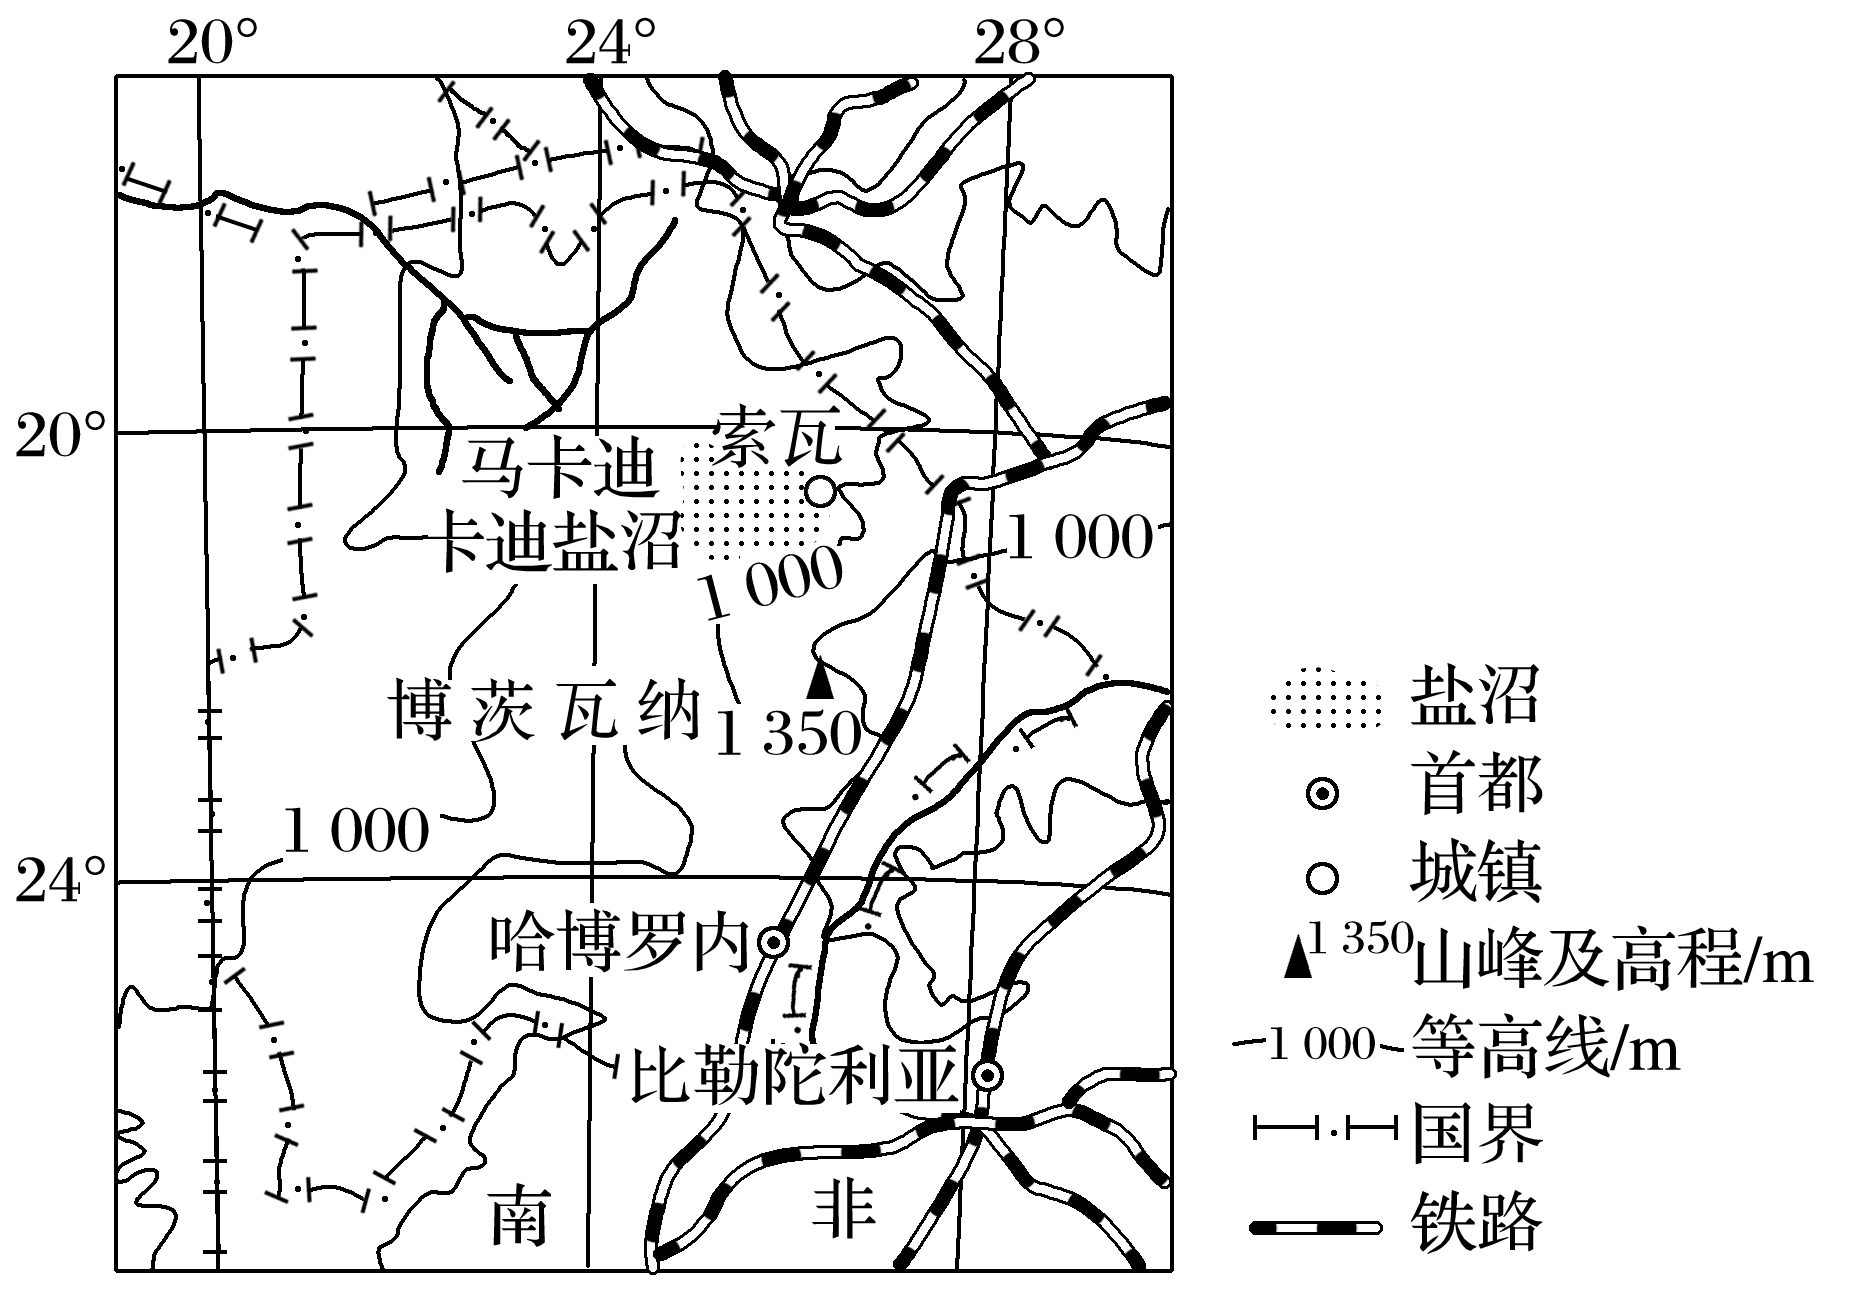 20° 24° 28°
20°
索瓦
马卡迪
卡迪盐沼
1 000
1 000
博茨瓦纳
1 350
1 000
24°
哈博罗内
比勒陀利亚
南非
盐沼
首都
城镇
1 350山峰及高程/m
1 000 等高线/m
国界
铁路